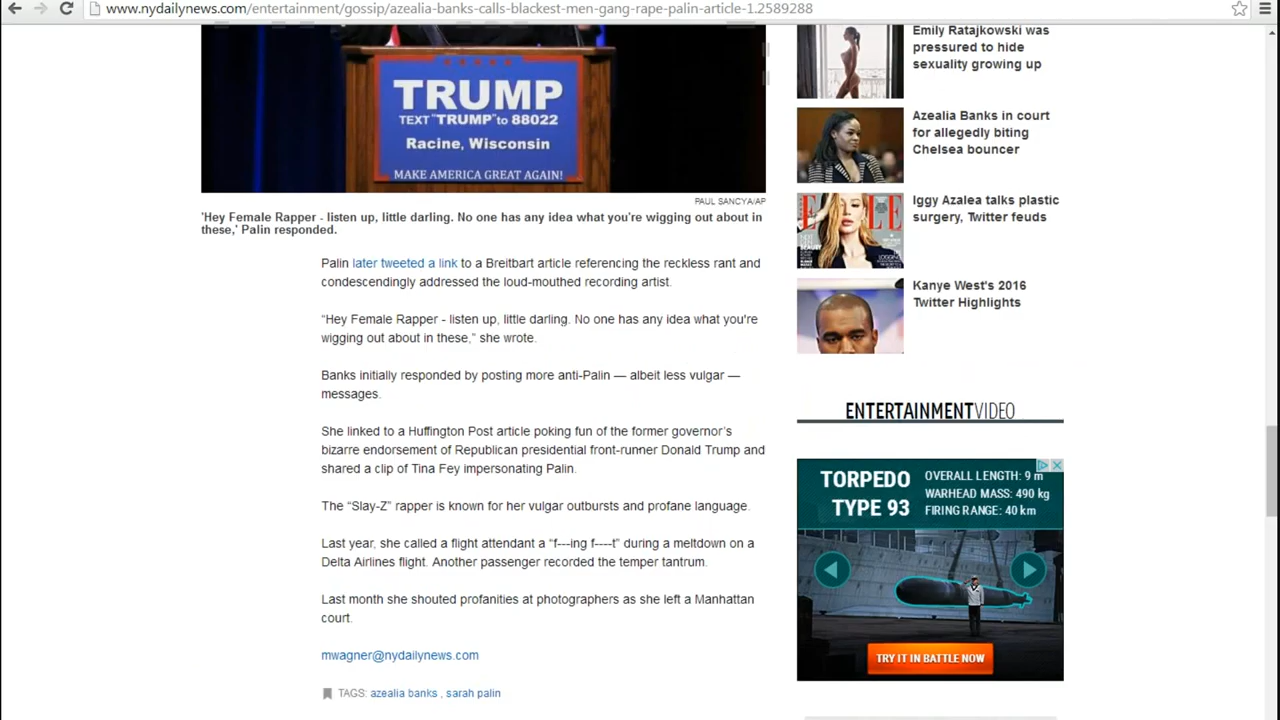 www.nydailynews.com/entertainment/gossip/azealia-banks-calls-blackest-men-gang-rape-palin-article-1.2589288
TRUMP
TEXT "TRUMP" to 88022
Racine, Wisconsin
MAKE AMERICA GREAT AGAIN!
PAUL SANCYA/AP
'Hey Female Rapper - listen up, little darling. No one has any idea what you're wigging out about in
these,' Palin responded.
Palin later tweeted a link to a Breitbart article referencing the reckless rant and
condescendingly addressed the loud-mouthed recording artist.
“Hey Female Rapper - listen up, little darling. No one has any idea what you're
wigging out about in these,” she wrote.
Banks initially responded by posting more anti-Palin — albeit less vulgar —
messages.
She linked to a Huffington Post article poking fun of the former governor’s
bizarre endorsement of Republican presidential front-runner Donald Trump and
shared a clip of Tina Fey impersonating Palin.
The “Slay-Z” rapper is known for her vulgar outbursts and profane language.
Last year, she called a flight attendant a “f---ing f----t” during a meltdown on a
Delta Airlines flight. Another passenger recorded the temper tantrum.
Last month she shouted profanities at photographers as she left a Manhattan
court.
mwagner@nydailynews.com
TAGS: azealia banks , sarah palin
Emily Ratajkowski was
pressured to hide
sexuality growing up
Azealia Banks in court
for allegedly biting
Chelsea bouncer
ELLE
Iggy Azalea talks plastic
surgery, Twitter feuds
Kanye West's 2016
Twitter Highlights
ENTERTAINMENTVIDEO
TORPEDO
TYPE 93
OVERALL LENGTH: 9 m
WARHEAD MASS: 490 kg
FIRING RANGE: 40 km
TRY IT IN BATTLE NOW